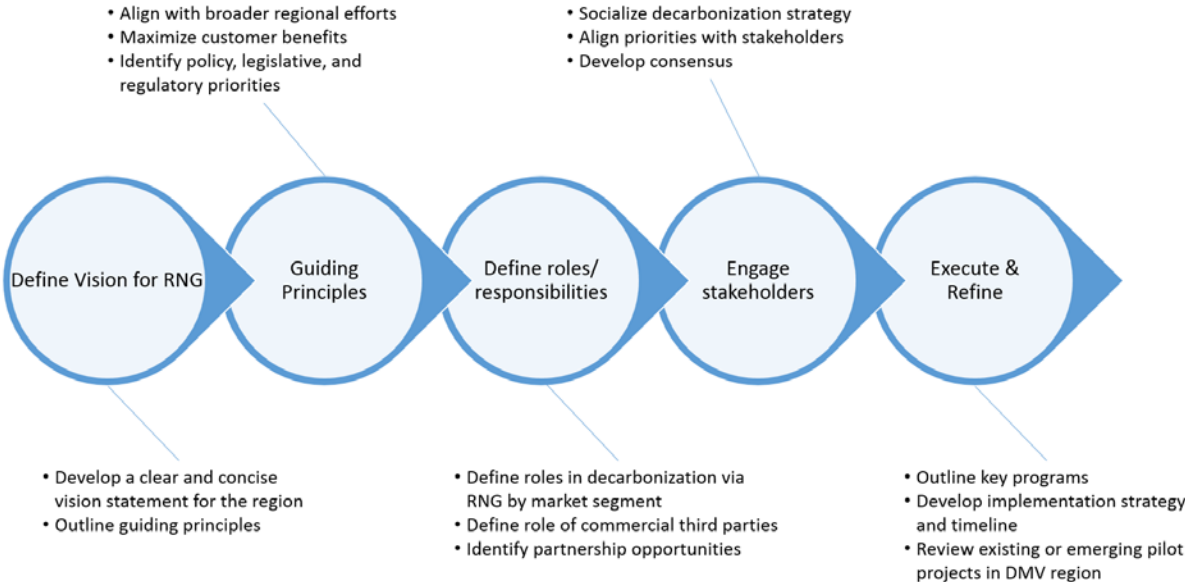 • Align with broader regional efforts
• Maximize customer benefits
• Identify policy, legislative, and
regulatory priorities
• Socialize decarbonization strategy
• Align priorities with stakeholders
• Develop consensus
Define Vision for RNG
Guiding
Principles
Define roles/
responsibilities
Engage
stakeholders
Execute &
Refine
• Develop a clear and concise
vision statement for the region
• Outline guiding principles
• Define roles in decarbonization via
RNG by market segment
• Define role of commercial third parties
• Identify partnership opportunities
• Outline key programs
• Develop implementation strategy
and timeline
• Review existing or emerging pilot
projects in DMV region